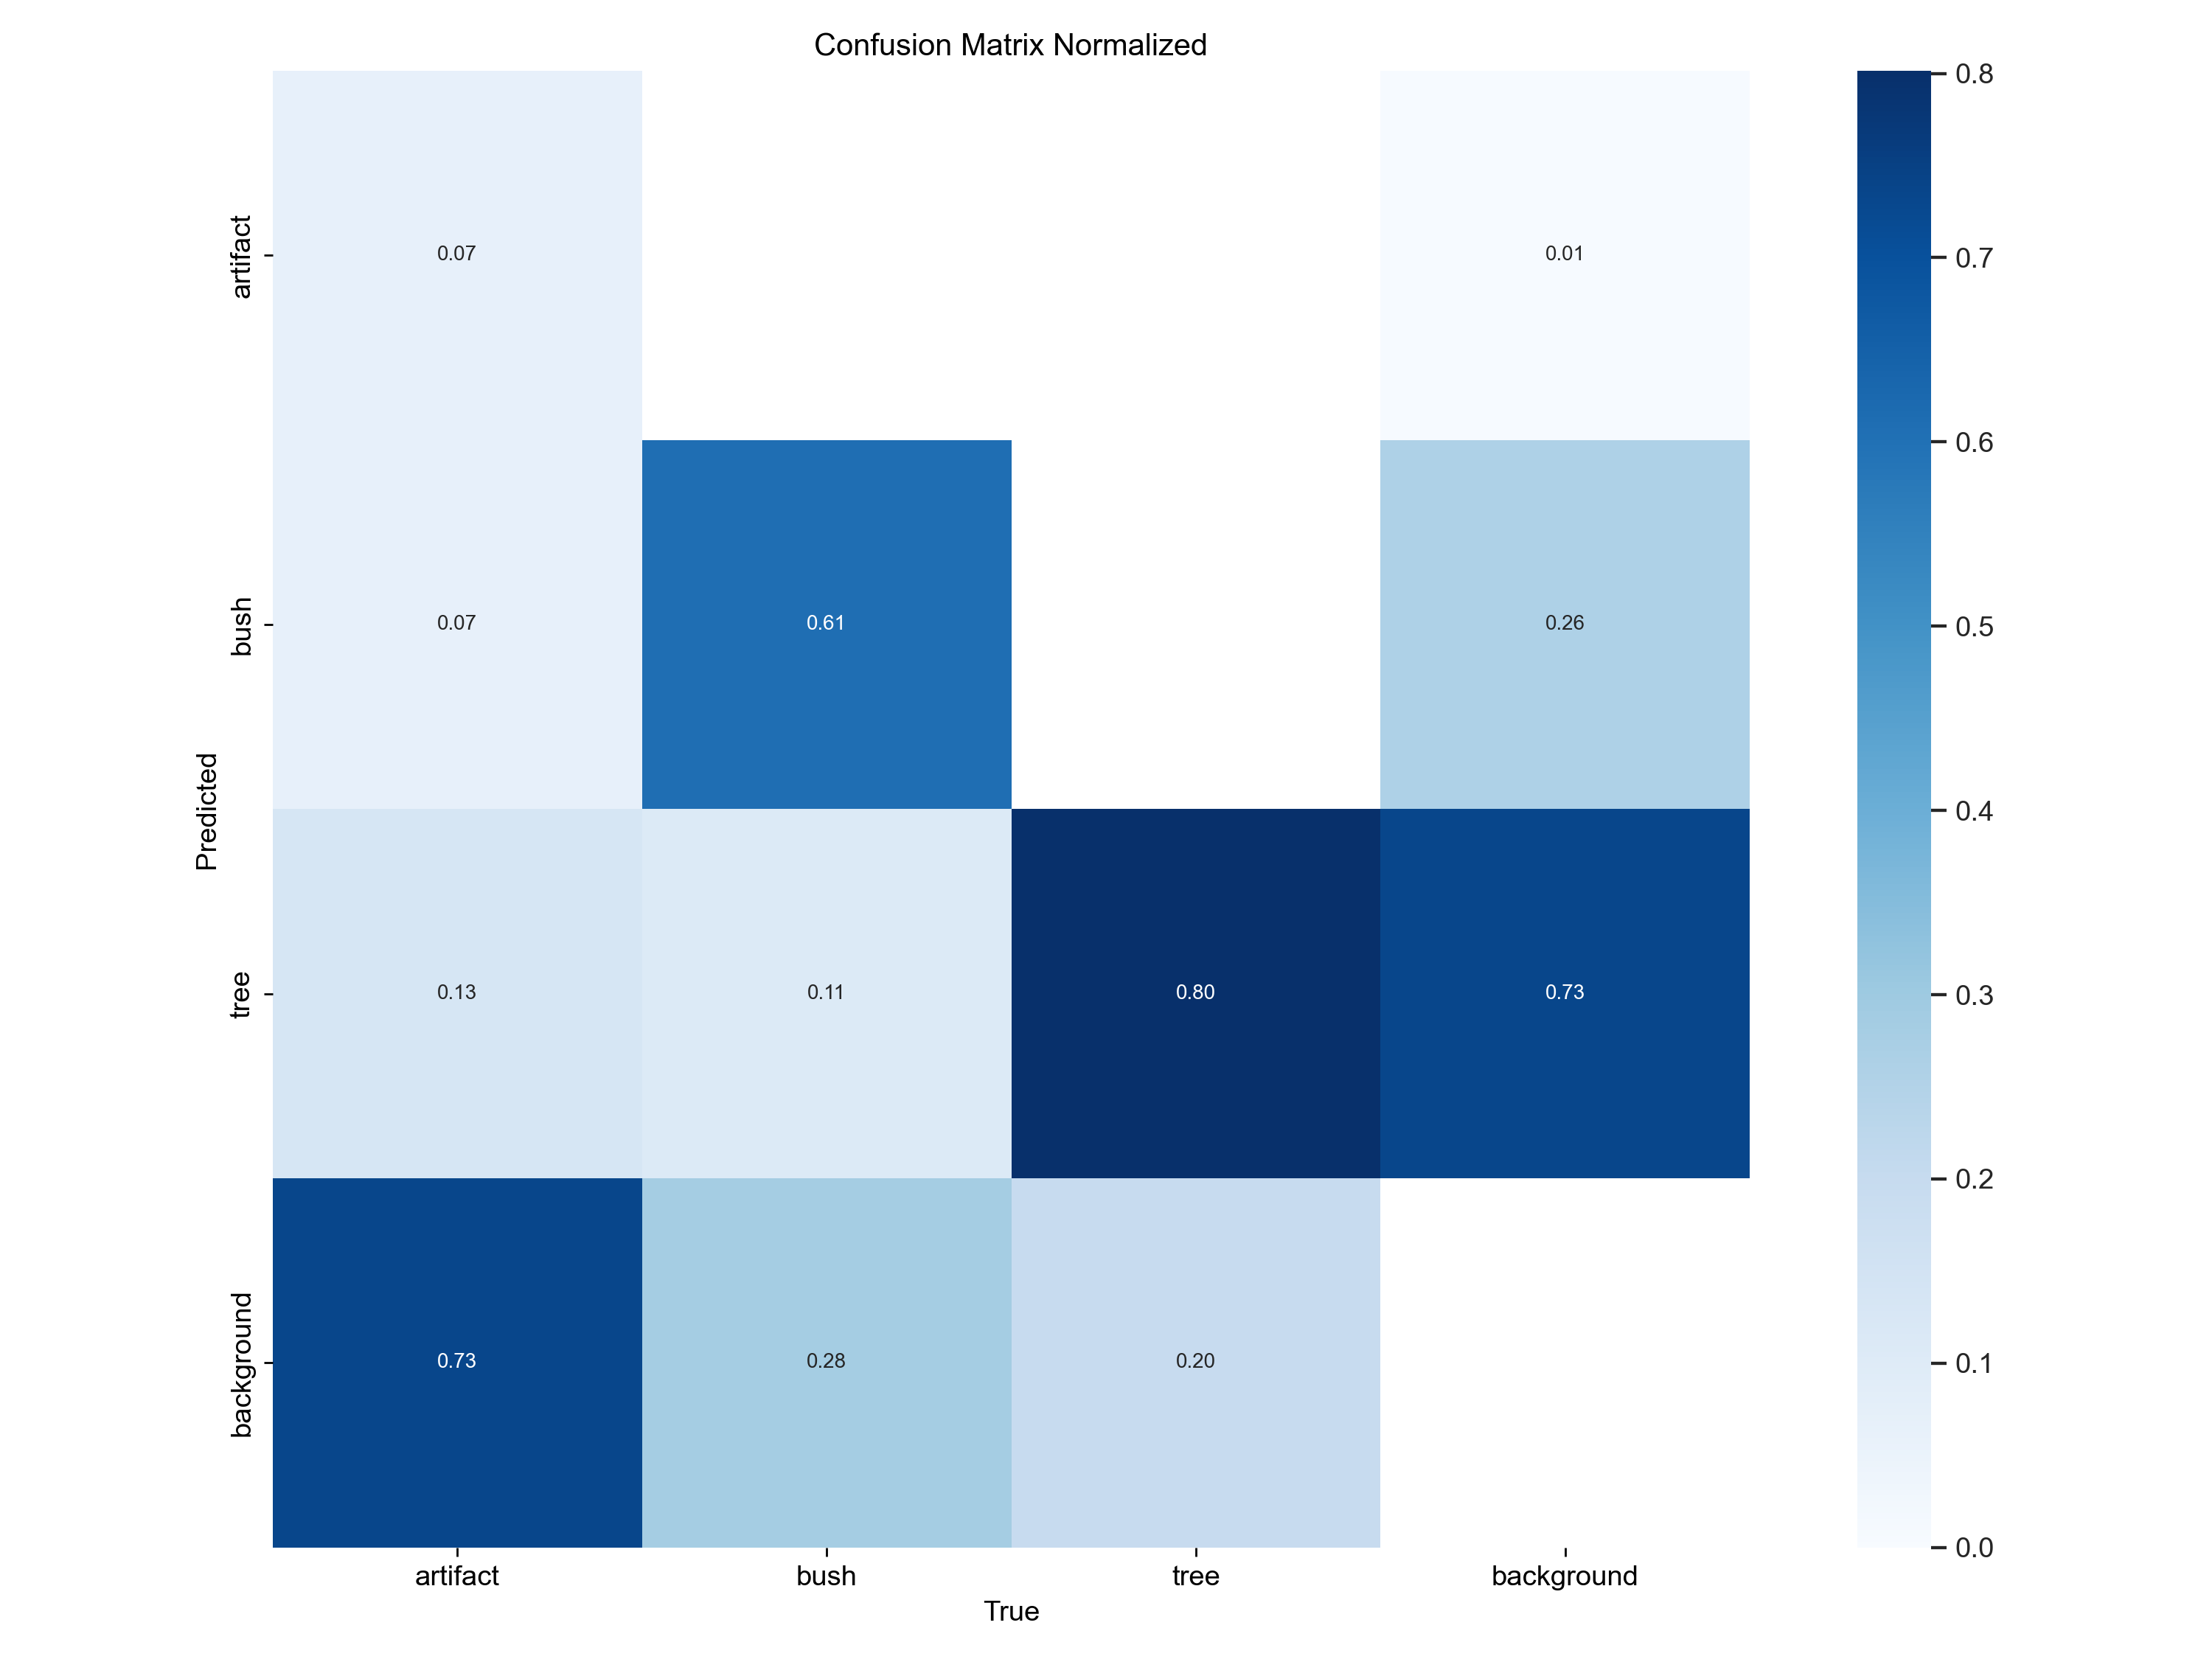 Confusion Matrix Normalized
artifact
0.07
0.01
bush
0.07
0.61
0.26
tree
0.13
0.11
0.80
0.73
background
0.73
0.28
0.20
Predicted
artifact
bush
tree
background
True
0.8
0.7
0.6
0.5
0.4
0.3
0.2
0.1
0.0